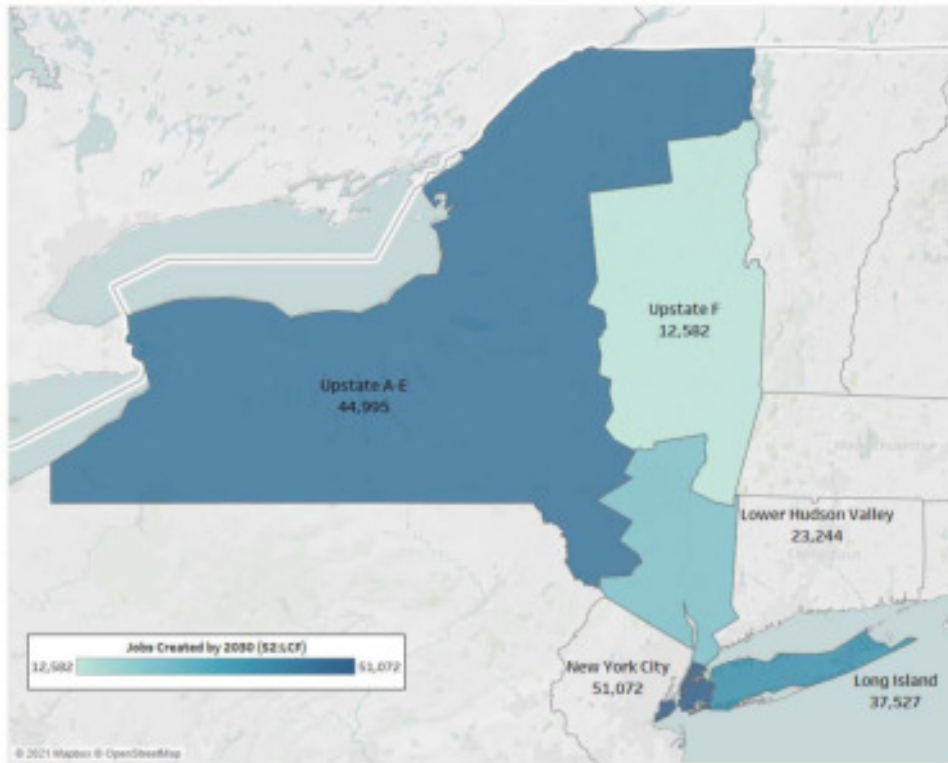 Upstate F
12,582
Upstate A-E
44,995
Lower Hudson Valley
23,244
Jobs Created by 2030 (S2:LCF)
12,582
51,072
New York City
51,072
Long Island
37,527
© 2021 Mapbox © OpenStreetMap